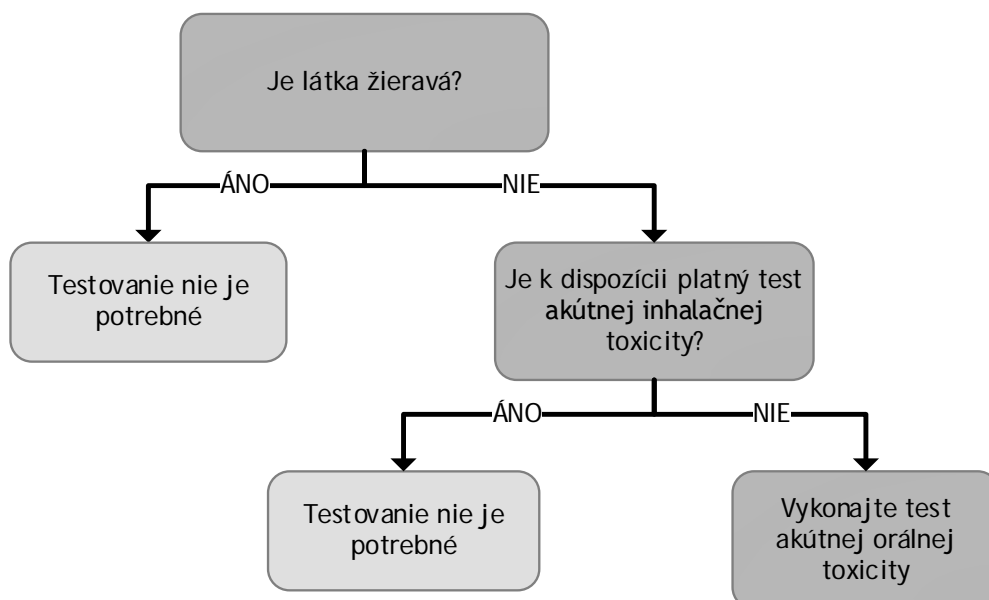 Je látka žieravá?
ÁNO
NIE
Testovanie nie je
potrebné
Je k dispozícii platný test
akútnej inhalačnej
toxicity?
ÁNO
NIE
Testovanie nie je
potrebné
Vykonajte test
akútnej orálnej
toxicity